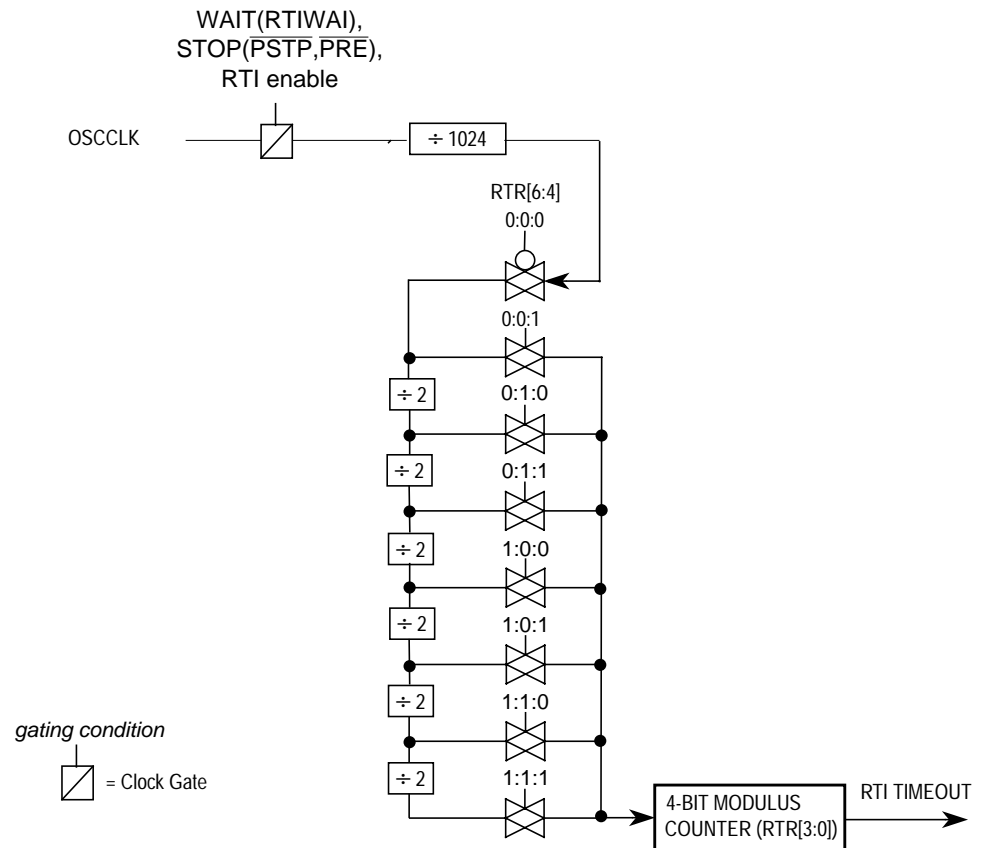 WAIT(RTIWAI),
STOP(PSTP,PRE),
RTI enable
OSCCLK
÷ 1024
RTR[6:4]
0:0:0
0:0:1
÷ 2
0:1:0
÷ 2
0:1:1
÷ 2
1:0:0
÷ 2
1:0:1
÷ 2
1:1:0
gating condition
÷ 2
= Clock Gate
1:1:1
4-BIT MODULUS
COUNTER (RTR[3:0])
RTI TIMEOUT